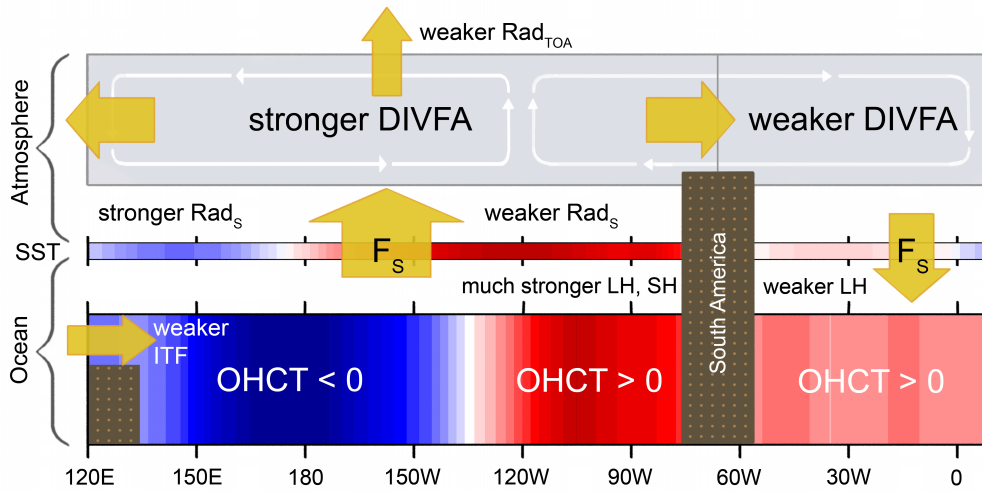 weaker Rad_TOA
Atmosphere
stronger DIVFA
weaker DIVFA
stronger Rad_S
weaker Rad_S
SST
F_S
F_S
much stronger LH, SH
weaker LH
Ocean
weaker
ITF
OHCT < 0
OHCT > 0
South America
OHCT > 0
120E 150E 180 150W 120W 90W 60W 30W 0